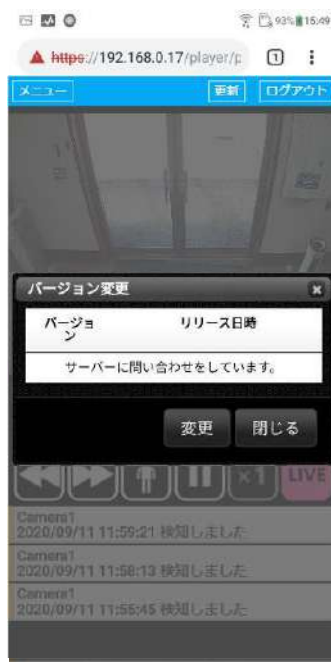 93% 15:49
https://192.168.0.17/player/p
1
メニュー 更新 ログアウト
バージョン変更
バージョ
ン
リリース日時
サーバーに問い合わせをしています。
変更 閉じる
×1 LIVE
Camera1
2020/09/11 11:59:21 検知しました
Camera1
2020/09/11 11:58:13 検知しました
Camera1
2020/09/11 11:55:45 検知しました